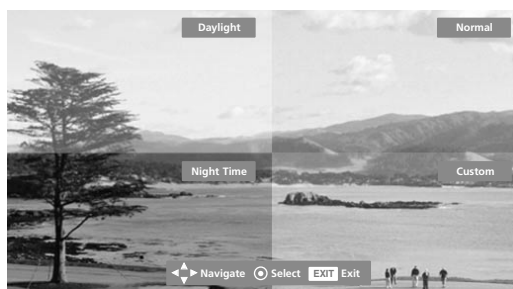 Daylight
Normal
Night Time
Custom
Navigate Select EXIT Exit